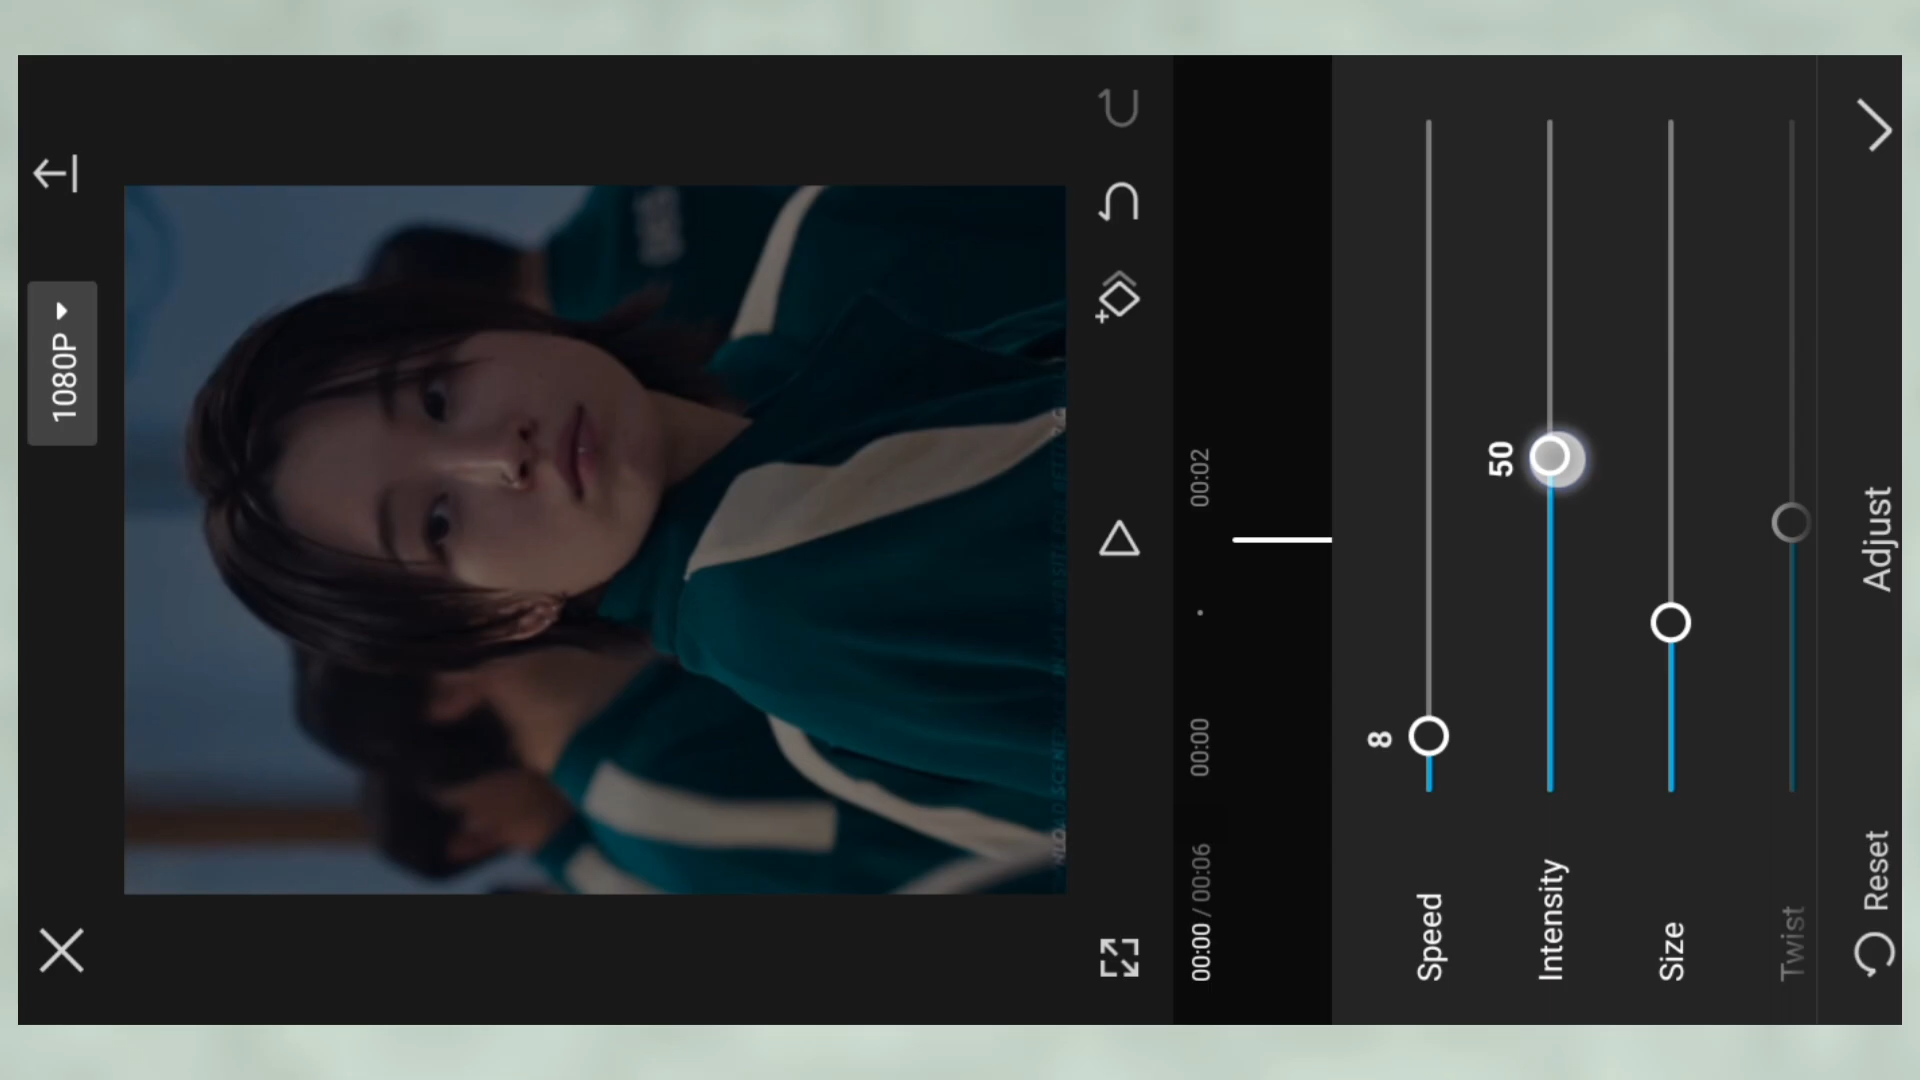 1080P
00:00 / 00:06
00:00
00:02
Speed
8
Intensity
50
Size
Twist
Reset
Adjust